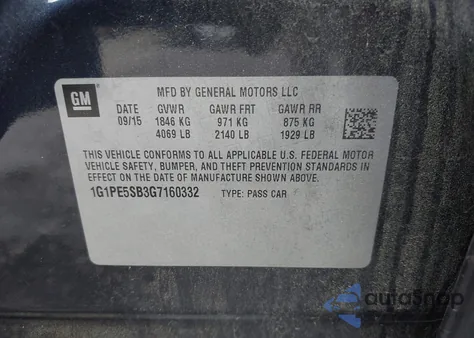 GM
MFD BY GENERAL MOTORS LLC
DATE GVWR GAWR FRT GAWR RR
09/15 1846 KG 971 KG 875 KG
4069 LB 2140 LB 1929 LB
THIS VEHICLE CONFORMS TO ALL APPLICABLE U.S. FEDERAL MOTOR
VEHICLE SAFETY, BUMPER, AND THEFT PREVENTION STANDARDS
IN EFFECT ON THE DATE OF MANUFACTURE SHOWN ABOVE.
1G1PE5SB3G7160332 TYPE: PASS CAR
autoSnap